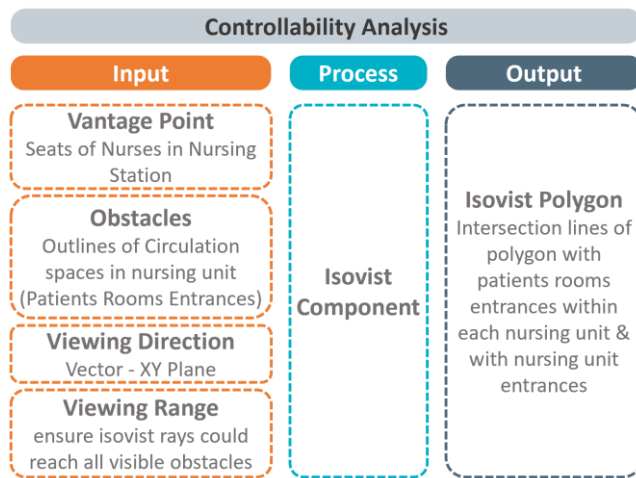 Controllability Analysis
Input
Process
Output
Vantage Point
Seats of Nurses in Nursing
Station
Obstacles
Outlines of Circulation
spaces in nursing unit
(Patients Rooms Entrances)
Viewing Direction
Vector - XY Plane
Viewing Range
ensure isovist rays could
reach all visible obstacles
Isovist
Component
Isovist Polygon
Intersection lines of
polygon with
patients rooms
entrances within
each nursing unit &
with nursing unit
entrances